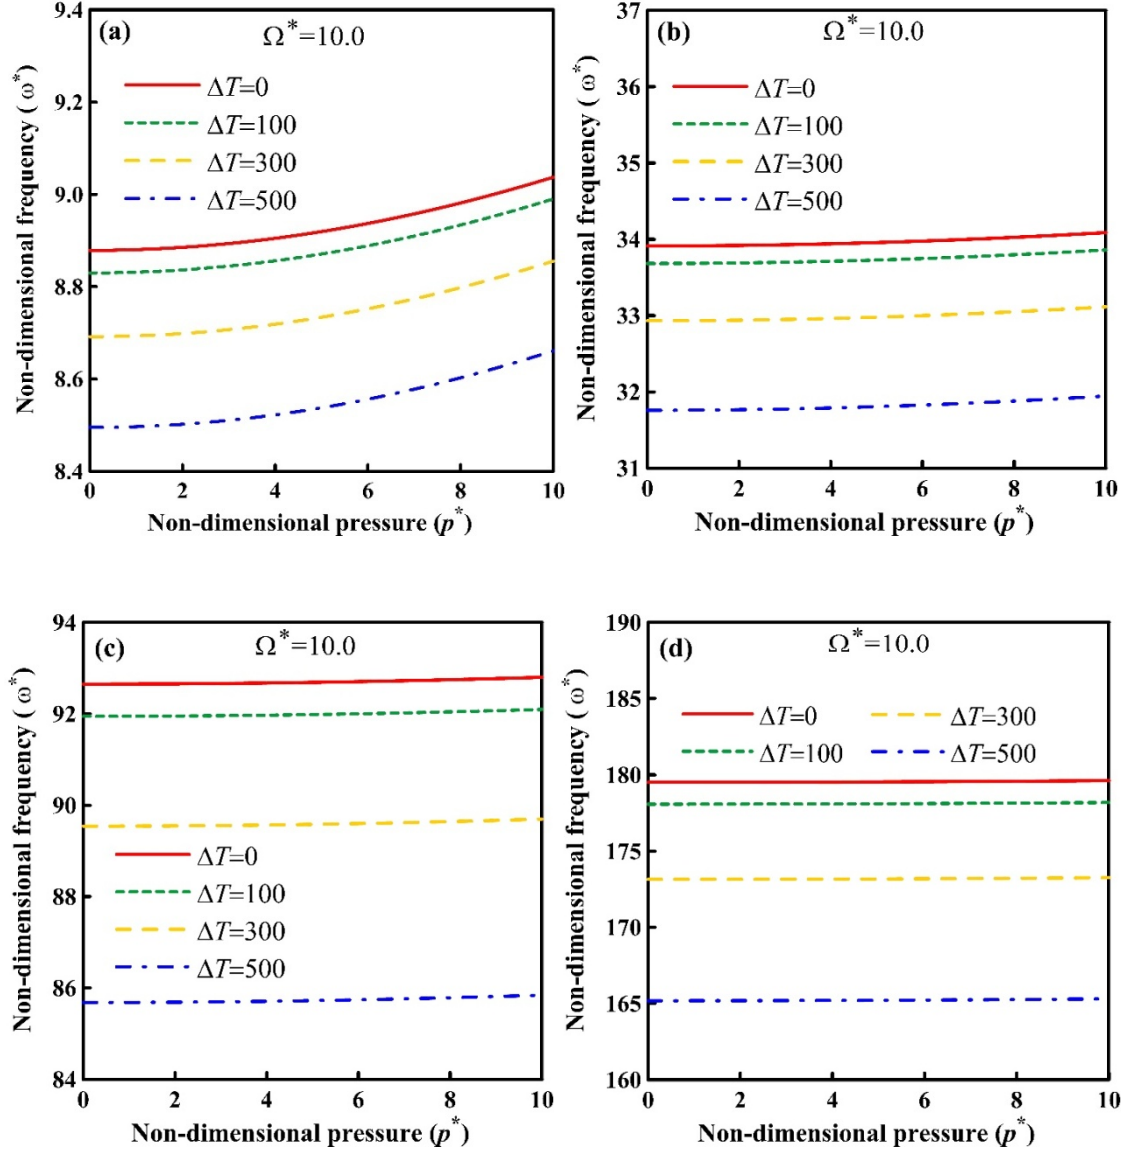 (a)
Ω*=10.0
ΔT=0
ΔT=100
ΔT=300
ΔT=500
Non-dimensional frequency ( ω*)
9.4
9.2
9.0
8.8
8.6
8.4
0 2 4 6 8 10
Non-dimensional pressure (p*)
(b)
Ω*=10.0
ΔT=0
ΔT=100
ΔT=300
ΔT=500
Non-dimensional frequency ( ω*)
37
36
35
34
33
32
31
0 2 4 6 8 10
Non-dimensional pressure (p*)
(c)
Ω*=10.0
ΔT=0
ΔT=100
ΔT=300
ΔT=500
Non-dimensional frequency ( ω*)
94
92
90
88
86
84
0 2 4 6 8 10
Non-dimensional pressure (p*)
(d)
Ω*=10.0
ΔT=0 ΔT=300
ΔT=100 ΔT=500
Non-dimensional frequency ( ω*)
190
185
180
175
170
165
160
0 2 4 6 8 10
Non-dimensional pressure (p*)